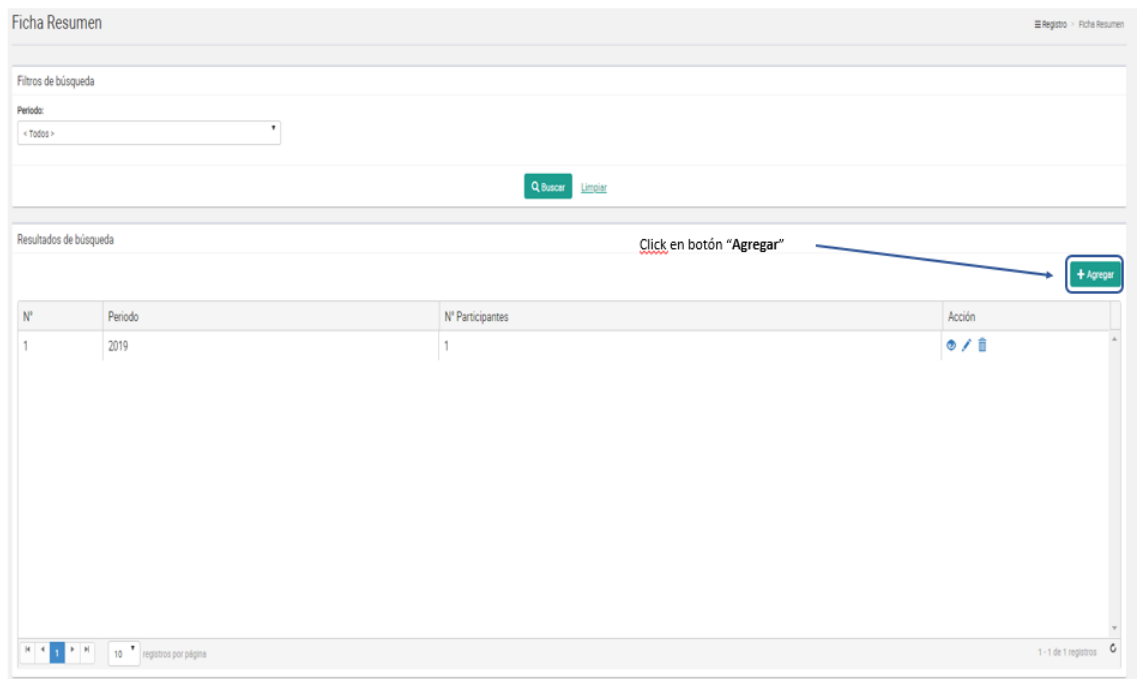 Ficha Resumen
Registro > Ficha Resumen
Filtros de búsqueda
Periodo:
< Todos >
Buscar Limpiar
Resultados de búsqueda
Click en botón “Agregar”
+ Agregar
N° Periodo N° Participantes Acción
1 2019 1
1 10 registros por página 1 - 1 de 1 registros